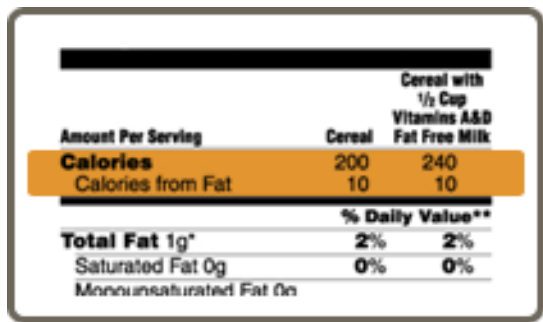 Cereal with
½ Cup
Vitamins A&D
Amount Per Serving Cereal Fat Free Milk
Calories 200 240
Calories from Fat 10 10
% Daily Value**
Total Fat 1g* 2% 2%
Saturated Fat 0g 0% 0%
Monounsaturated Fat 0g